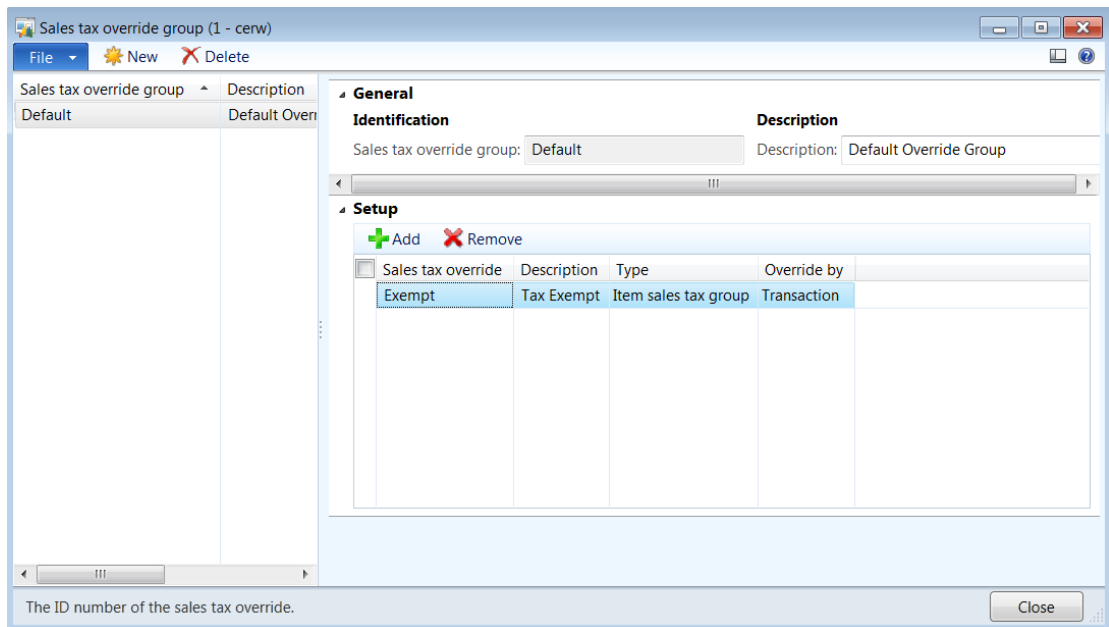 Sales tax override group (1 - cerw)
File New Delete
Sales tax override group Description
Default Default Overr
General
Identification Description
Sales tax override group: Default Description: Default Override Group
Setup
Add Remove
Sales tax override Description Type Override by
Exempt Tax Exempt Item sales tax group Transaction
The ID number of the sales tax override. Close